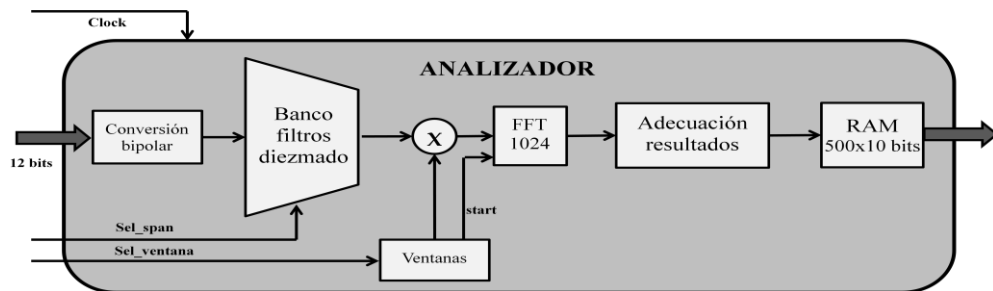 Clock
ANALIZADOR
12 bits
Conversión
bipolar
Banco
filtros
diezmado
X
FFT
1024
Adecuación
resultados
RAM
500x10 bits
start
Sel_span
Sel_ventana
Ventanas